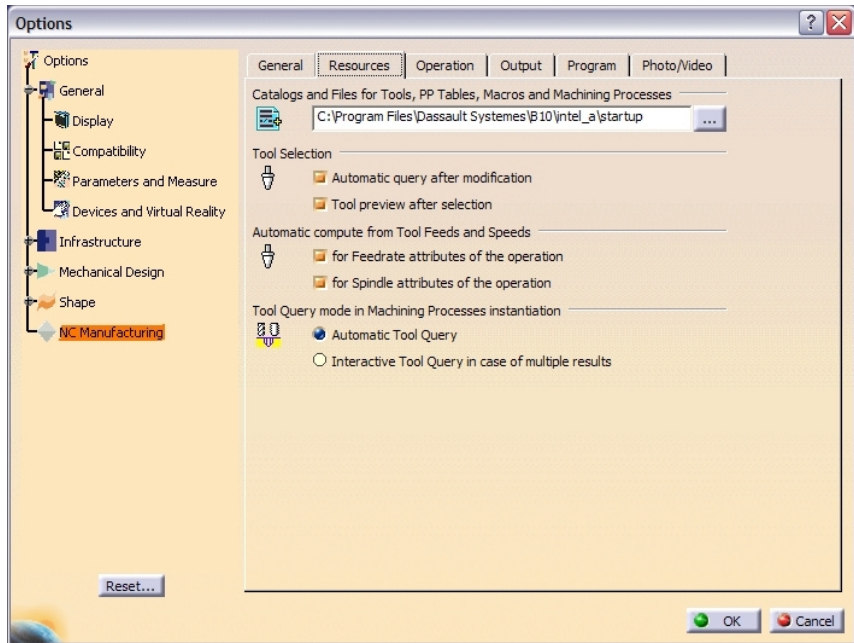 Options
Options
General
Display
Compatibility
Parameters and Measure
Devices and Virtual Reality
Infrastructure
Mechanical Design
Shape
NC Manufacturing
Reset...
General Resources Operation Output Program Photo/Video
Catalogs and Files for Tools, PP Tables, Macros and Machining Processes
C:\Program Files\Dassault Systemes\B10\intel_a\startup ...
Tool Selection
Automatic query after modification
Tool preview after selection
Automatic compute from Tool Feeds and Speeds
for Feedrate attributes of the operation
for Spindle attributes of the operation
Tool Query mode in Machining Processes instantiation
Automatic Tool Query
Interactive Tool Query in case of multiple results
OK Cancel